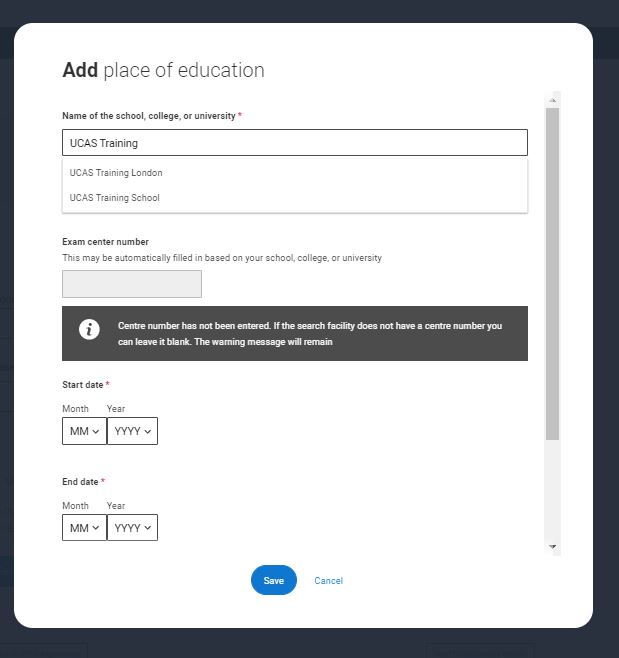 Add place of education
Name of the school, college, or university *
UCAS Training
UCAS Training London
UCAS Training School
Exam center number
This may be automatically filled in based on your school, college, or university
Centre number has not been entered. If the search facility does not have a centre number you
can leave it blank. The warning message will remain
Start date *
Month Year
MM YYYY
End date *
Month Year
MM YYYY
Save Cancel